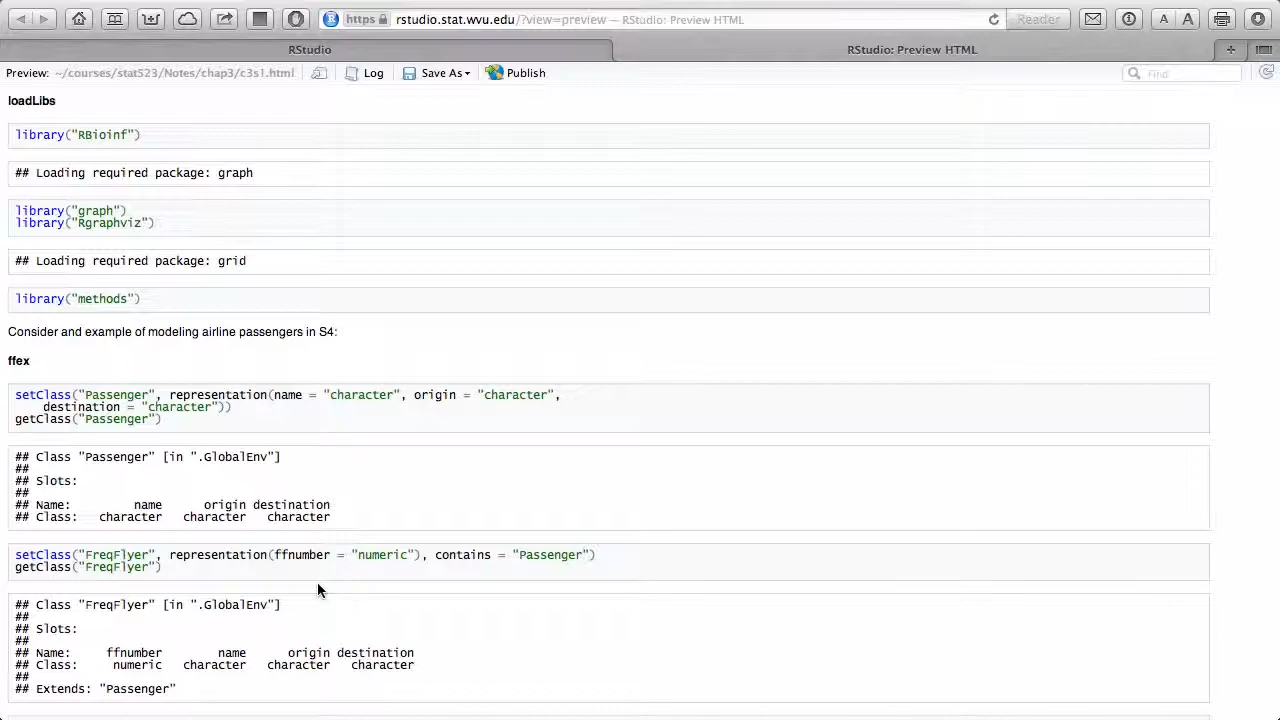 https rstudio.stat.wvu.edu/?view=preview — RStudio: Preview HTML
Reader
A A
RStudio
RStudio: Preview HTML
Preview: ~/courses/stat523/Notes/chap3/c3s1.html Log Save As Publish Find
loadLibs
library("RBioinf")
## Loading required package: graph
library("graph")
library("Rgraphviz")
## Loading required package: grid
library("methods")
Consider and example of modeling airline passengers in S4:
ffex
setClass("Passenger", representation(name = "character", origin = "character",
    destination = "character"))
getClass("Passenger")
## Class "Passenger" [in ".GlobalEnv"]
##
## Slots:
##
## Name:         name      origin destination
## Class:   character   character   character
setClass("FreqFlyer", representation(ffnumber = "numeric"), contains = "Passenger")
getClass("FreqFlyer")
## Class "FreqFlyer" [in ".GlobalEnv"]
##
## Slots:
##
## Name:     ffnumber        name      origin destination
## Class:     numeric   character   character   character
##
## Extends: "Passenger"